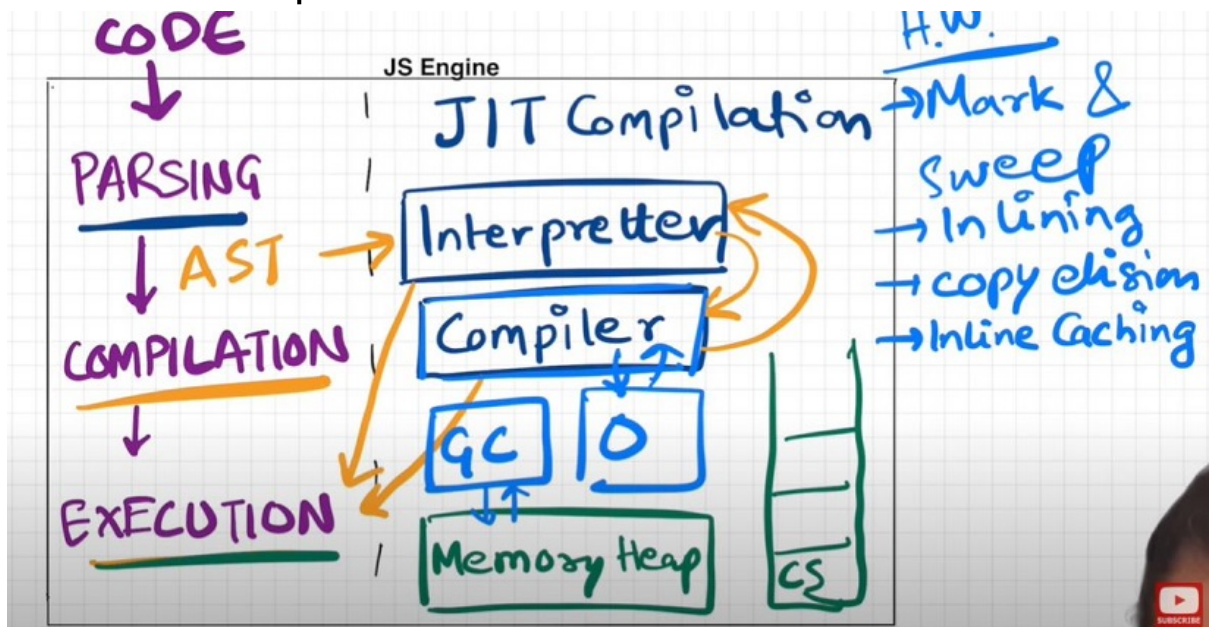 CODE
JS Engine
PARSING
AST
COMPILATION
EXECUTION
JIT Compilation
Interpretter
Compiler
GC
O
Memory Heap
CS
H.W.
→Mark &
Sweep
→Inlining
→copy elision
→Inline Caching
SUBSCRIBE